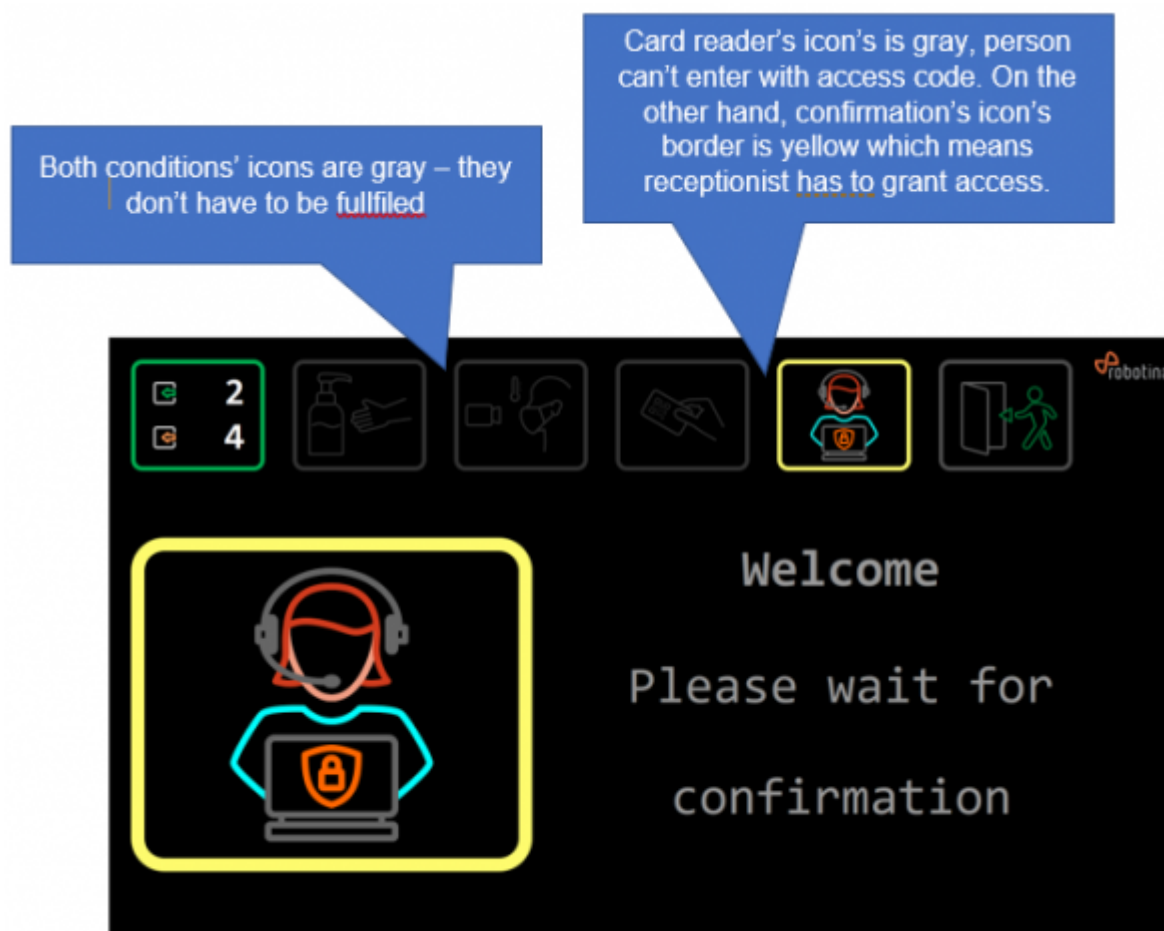 Card reader's icon's is gray, person
can't enter with access code. On the
other hand, confirmation's icon's
border is yellow which means
receptionist has to grant access.
Both conditions' icons are gray – they
don't have to be fullfiled
2
4
robotina
Welcome
Please wait for
confirmation